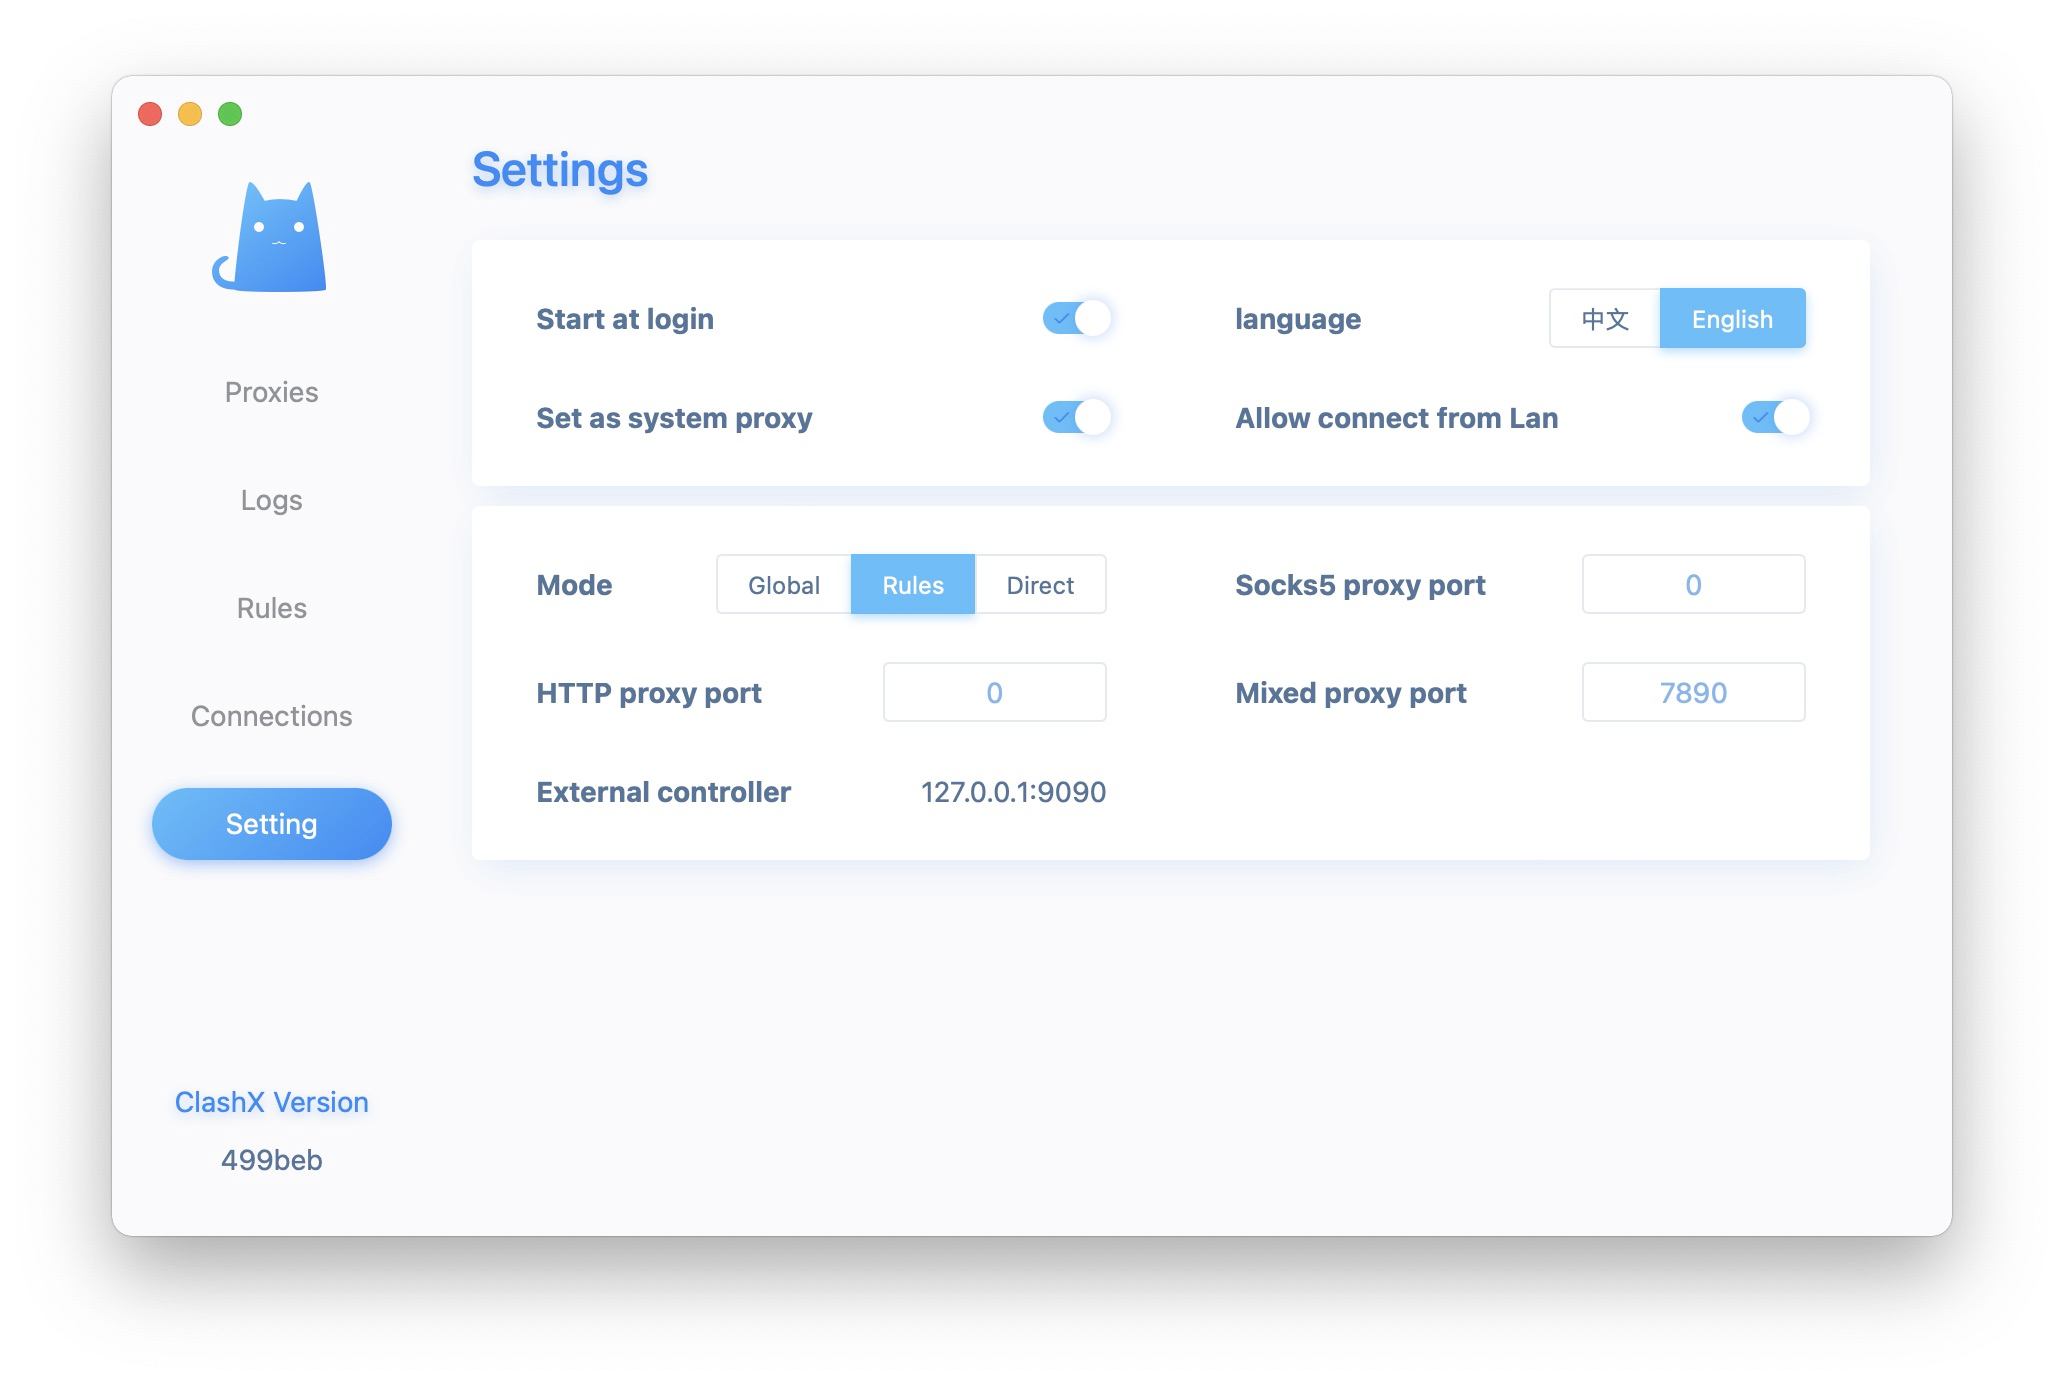 Settings
Proxies
Logs
Rules
Connections
Setting
ClashX Version
499beb
Start at login
language 中文 English
Set as system proxy
Allow connect from Lan
Mode Global Rules Direct
Socks5 proxy port 0
HTTP proxy port 0
Mixed proxy port 7890
External controller 127.0.0.1:9090